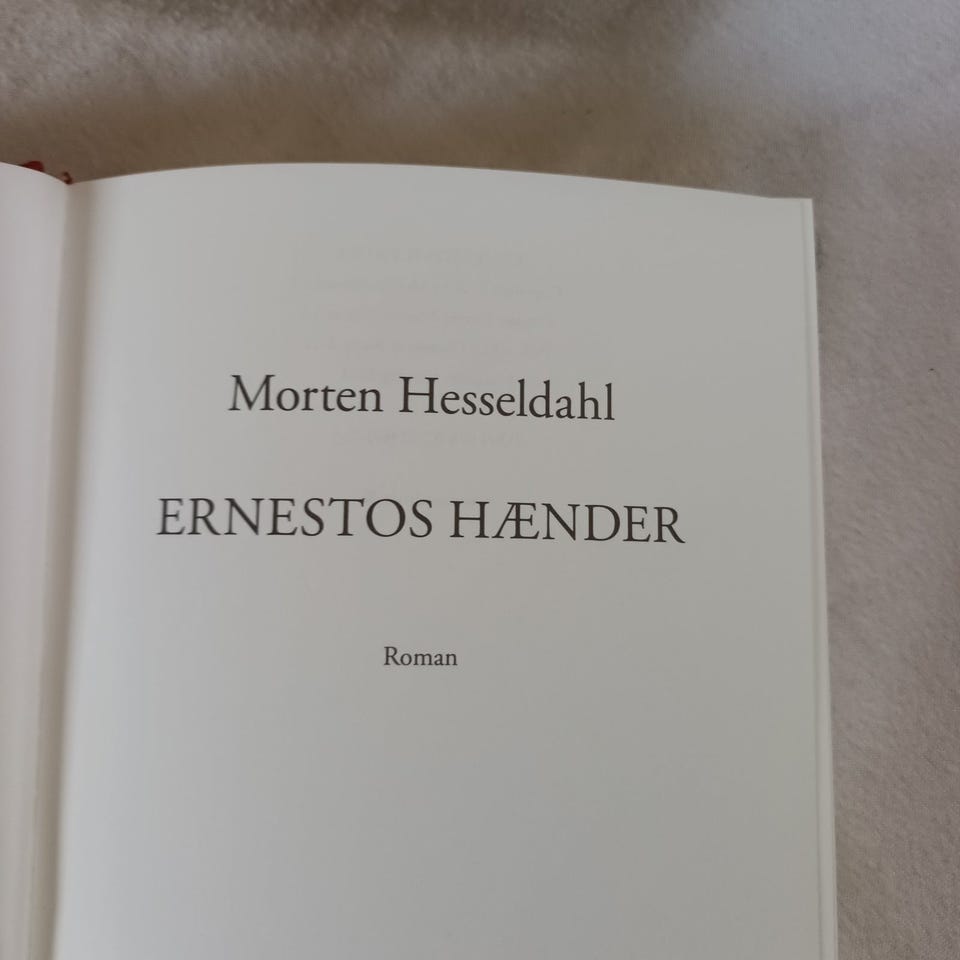 Morten Hesseldahl
ERNESTOS HÆNDER
Roman